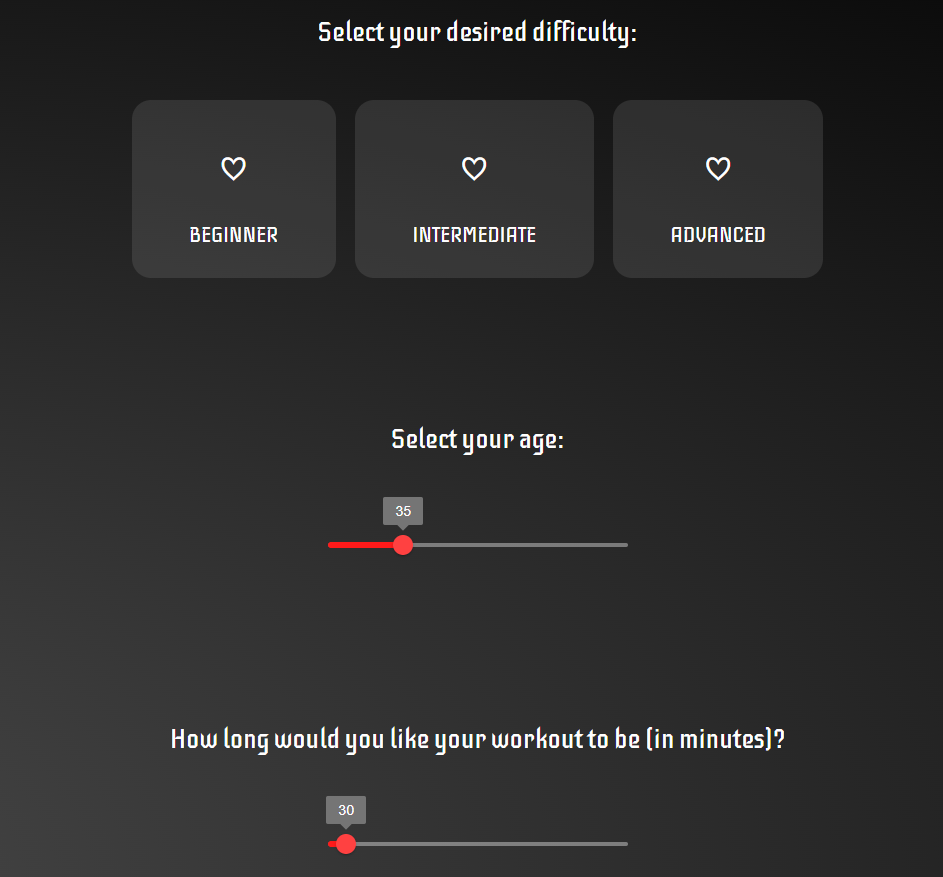 Select your desired difficulty:
BEGINNER INTERMEDIATE ADVANCED
Select your age:
35
How long would you like your workout to be (in minutes)?
30